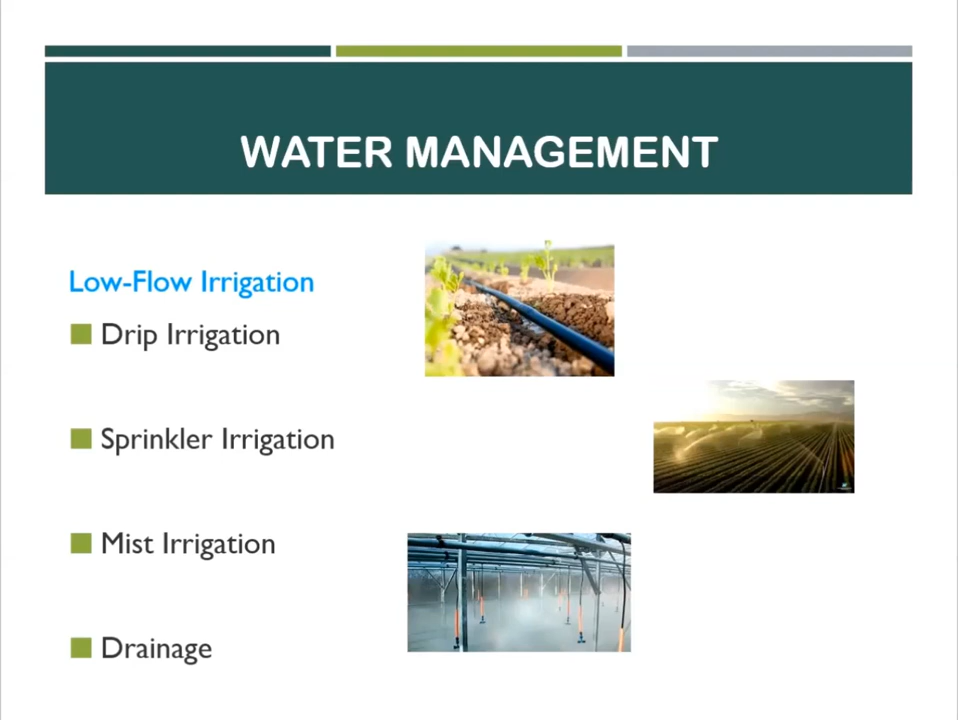 WATER MANAGEMENT
Low-Flow Irrigation
Drip Irrigation
Sprinkler Irrigation
Mist Irrigation
Drainage